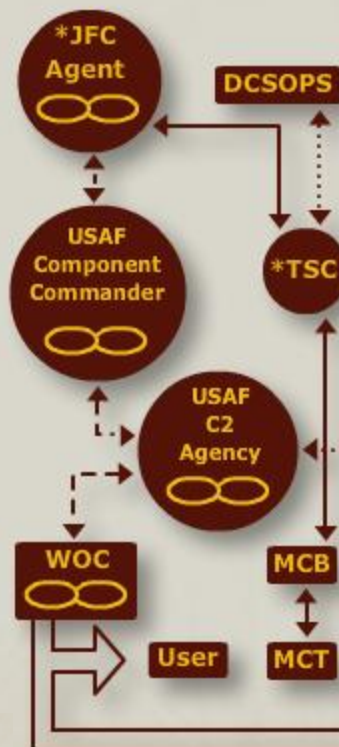 *JFC
Agent
DCSOPS
USAF
Component
Commander
*TSC
USAF
C2
Agency
WOC
MCB
User
MCT